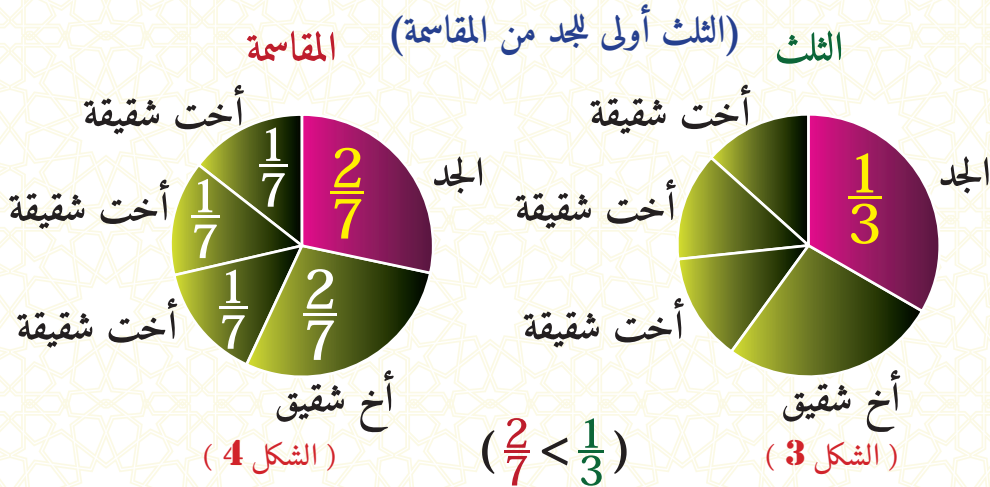 (الثلث أولى للجد من المقاسمة)
الثلث
أخت شقيقة
الجد
1/3
أخت شقيقة
أخت شقيقة
أخ شقيق
( الشكل 3 )
المقاسمة
أخت شقيقة
الجد
2/7
1/7
أخت شقيقة
1/7
أخت شقيقة
1/7
2/7
أخ شقيق
( الشكل 4 )
(2/7 < 1/3)